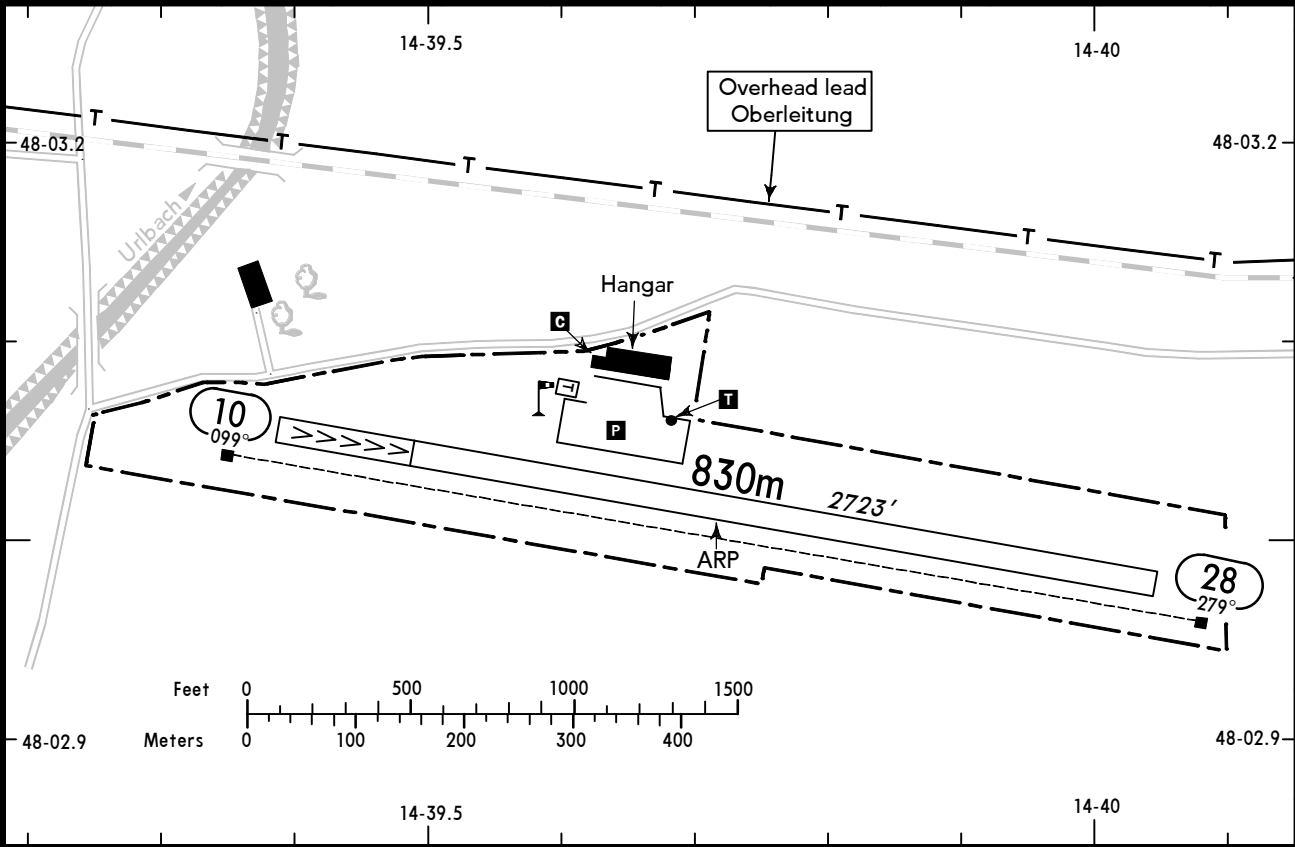 14-39.5
14-40
Overhead lead
Oberleitung
T
T
T
T
T
T
T
48-03.2
48-03.2
Urlbach
Hangar
C
T
T
P
10
099°
830m
2723'
ARP
28
279°
Feet 0 500 1000 1500
Meters 0 100 200 300 400
48-02.9
48-02.9
14-39.5
14-40